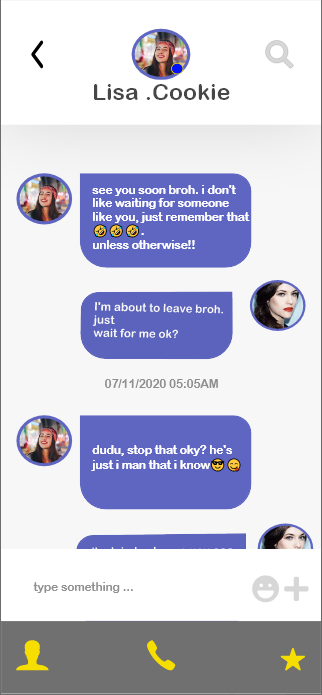 Lisa .Cookie
see you soon broh. i don't
like waiting for someone
like you, just remember that
🤣🤣🤣.
unless otherwise!!
I'm about to leave broh.
just
wait for me ok?
07/11/2020 05:05AM
dudu, stop that oky? he's
just i man that i know😎😋
type something ...